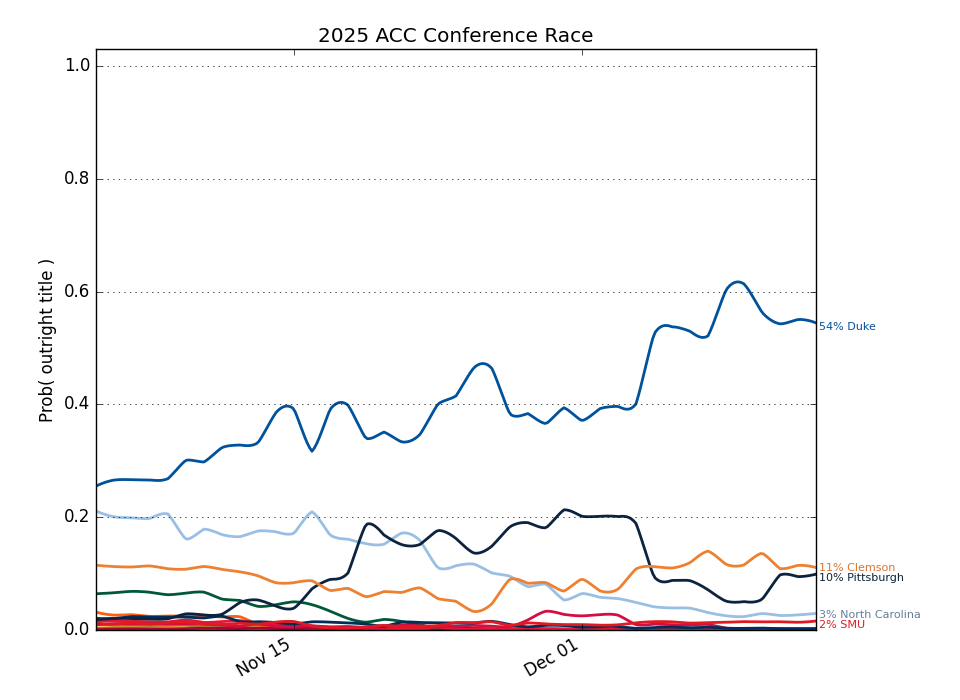 2025 ACC Conference Race
Prob( outright title )
1.0
0.8
0.6
0.4
0.2
0.0
Nov 15
Dec 01
54% Duke
11% Clemson
10% Pittsburgh
3% North Carolina
2% SMU